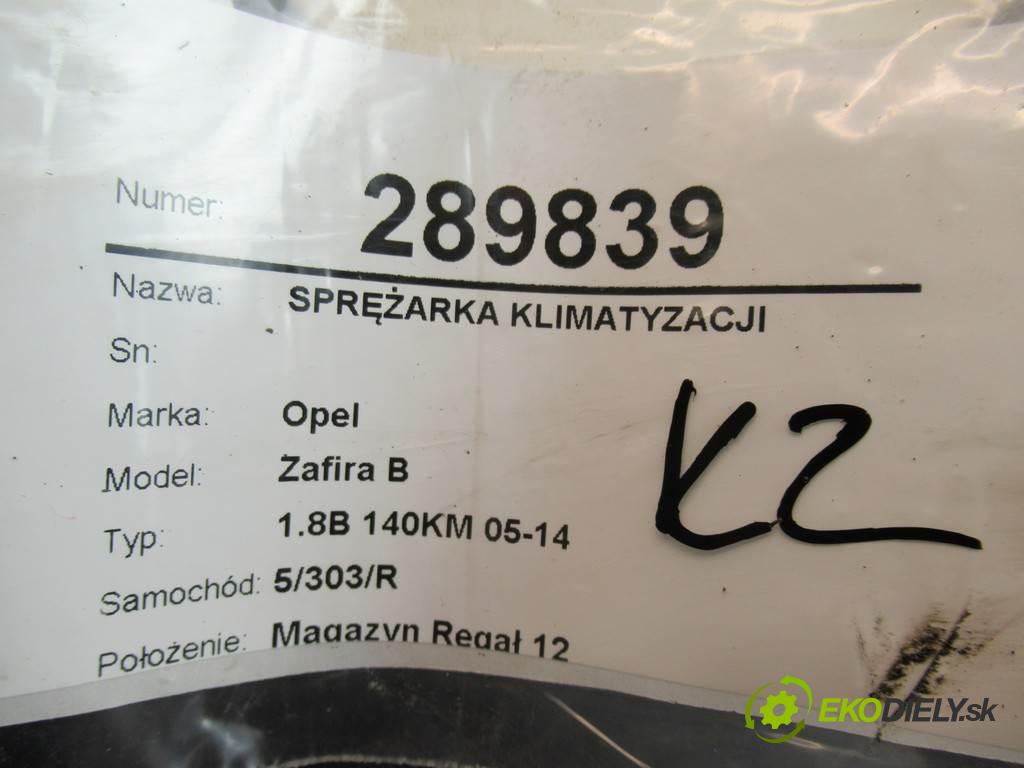 Numer: 289839
Nazwa: SPRĘŻARKA KLIMATYZACJI
Sn:
Marka: Opel
Model: Zafira B
Typ: 1.8B 140KM 05-14
Samochód: 5/303/R
Położenie: Magazyn Regał 12
K2
EKODIELY.sk